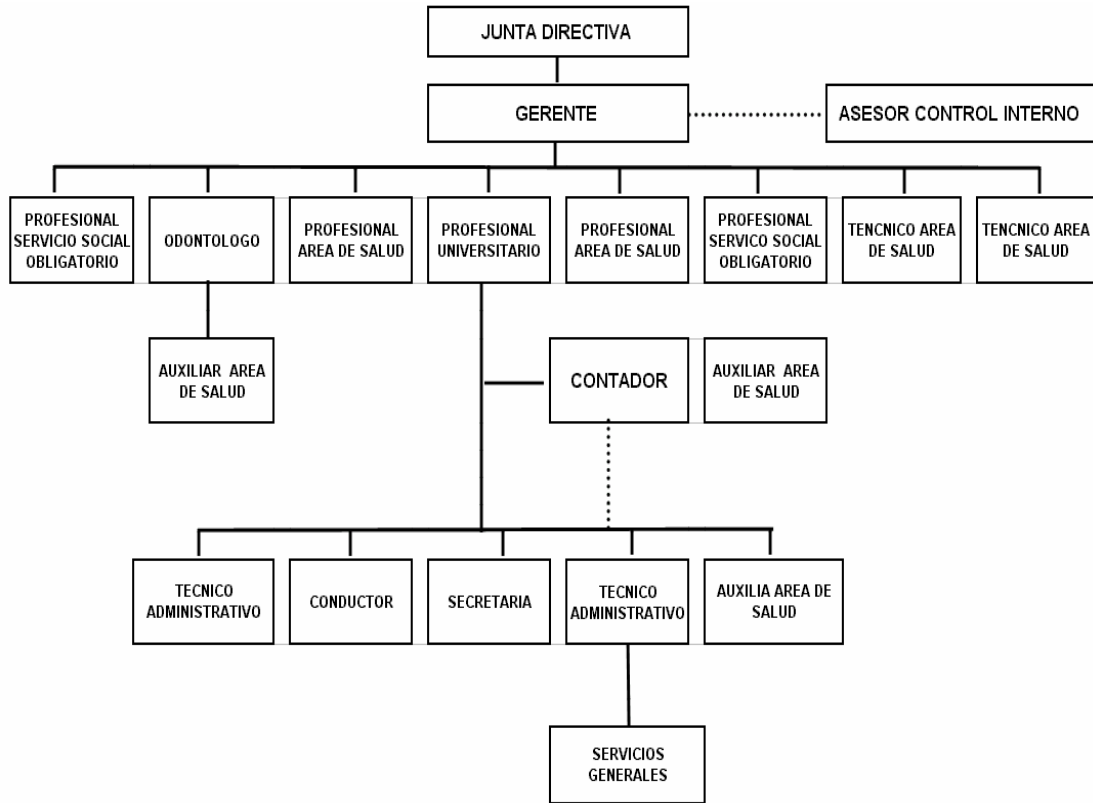 JUNTA DIRECTIVA
GERENTE
ASESOR CONTROL INTERNO
PROFESIONAL
SERVICIO SOCIAL
OBLIGATORIO
ODONTOLOGO
PROFESIONAL
AREA DE SALUD
PROFESIONAL
UNIVERSITARIO
PROFESIONAL
AREA DE SALUD
PROFESIONAL
SERVICO SOCIAL
OBLIGATORIO
TENCNICO AREA
DE SALUD
TENCNICO AREA
DE SALUD
AUXILIAR AREA
DE SALUD
CONTADOR
AUXILIAR AREA
DE SALUD
TECNICO
ADMINISTRATIVO
CONDUCTOR
SECRETARIA
TECNICO
ADMINISTRATIVO
AUXILIA AREA DE
SALUD
SERVICIOS
GENERALES